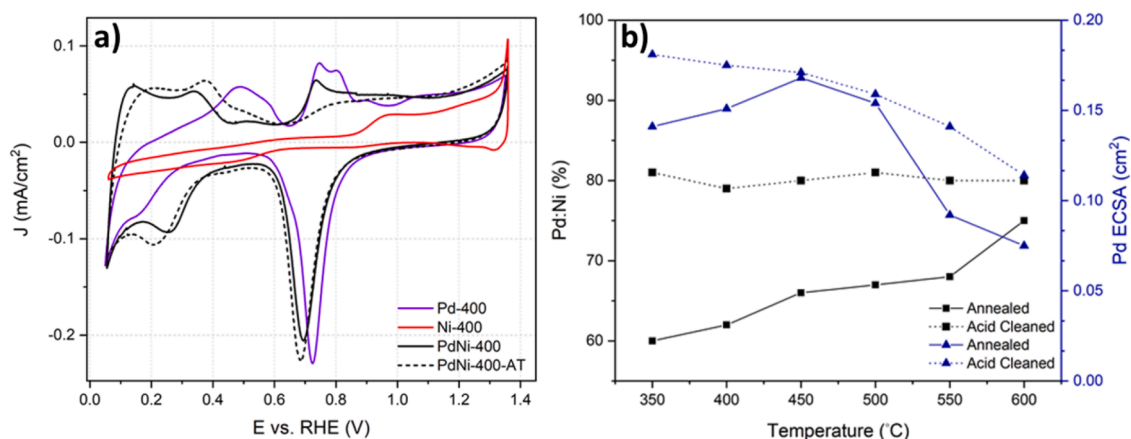 a)
J (mA/cm²)
0.1
0.0
-0.1
-0.2
0.0 0.2 0.4 0.6 0.8 1.0 1.2 1.4
E vs. RHE (V)
Pd-400
Ni-400
PdNi-400
PdNi-400-AT
b)
Pd:Ni (%)
100
90
80
70
60
350 400 450 500 550 600
Temperature (°C)
0.20
0.15
0.10
0.05
0.00
Pd ECSA (cm²)
Annealed
Acid Cleaned
Annealed
Acid Cleaned